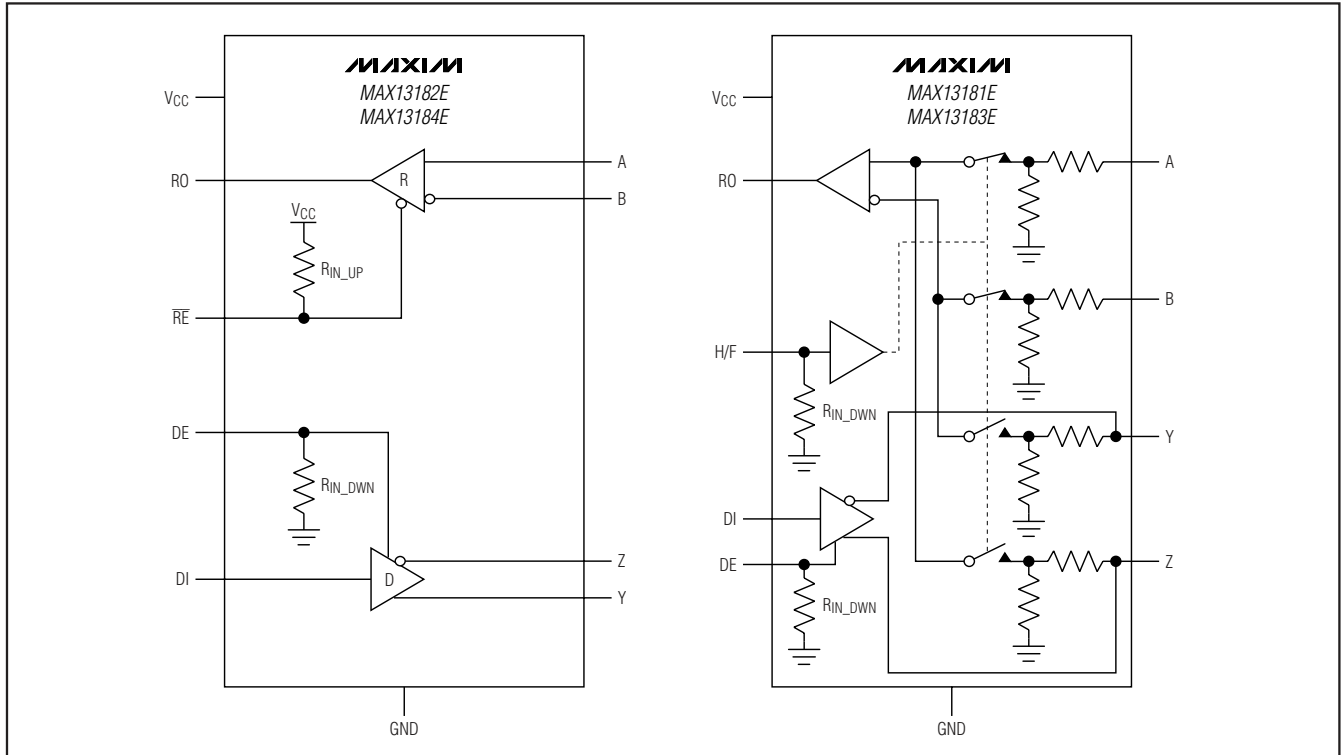 MAXIM
MAX13182E
MAX13184E
VCC
A
RO
R
B
VCC
RIN_UP
RE
DE
RIN_DWN
Z
DI
D
Y
GND
MAXIM
MAX13181E
MAX13183E
VCC
A
RO
B
H/F
RIN_DWN
Y
DI
DE
Z
RIN_DWN
GND